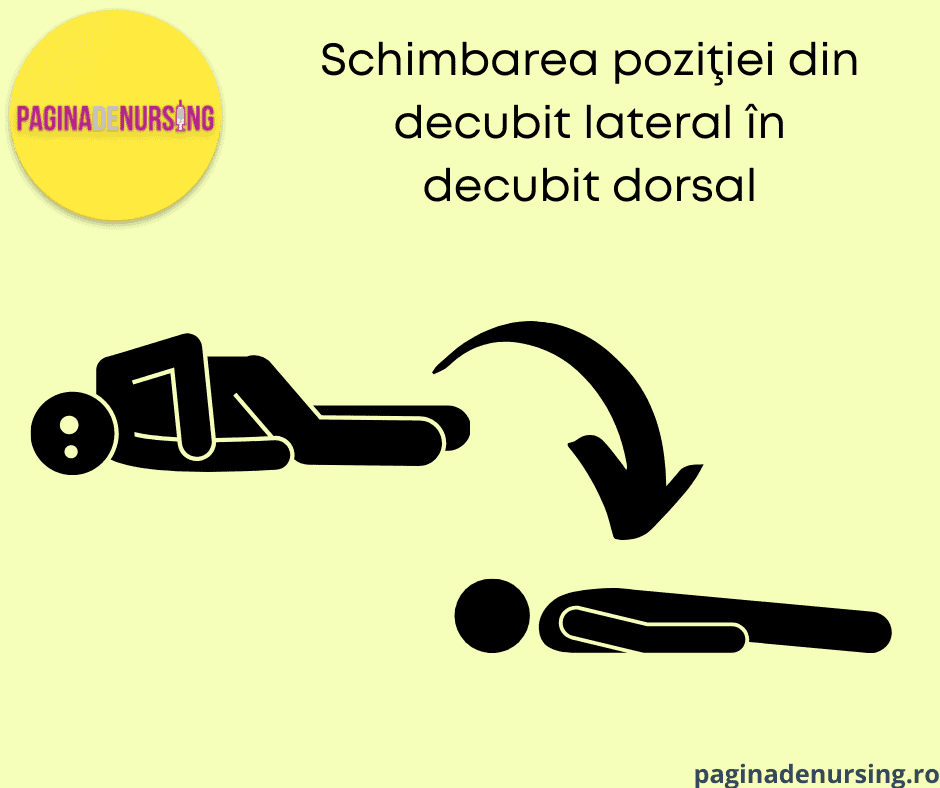 PAGINADENURSING
Schimbarea poziţiei din
decubit lateral în
decubit dorsal
paginadenursing.ro